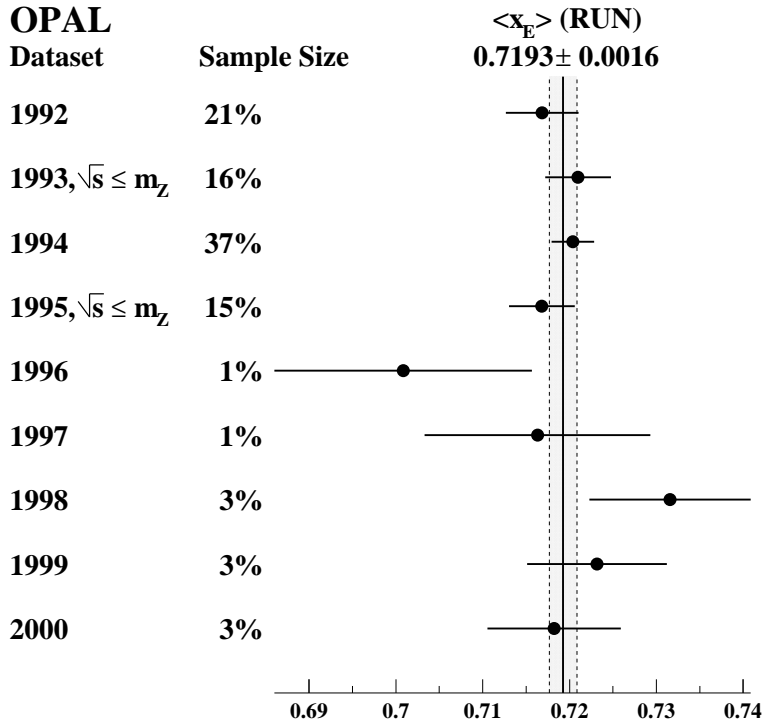 OPAL <x_E> (RUN)
Dataset Sample Size 0.7193± 0.0016
1992 21%
1993,√s ≤ m_Z 16%
1994 37%
1995,√s ≤ m_Z 15%
1996 1%
1997 1%
1998 3%
1999 3%
2000 3%
0.69 0.7 0.71 0.72 0.73 0.74